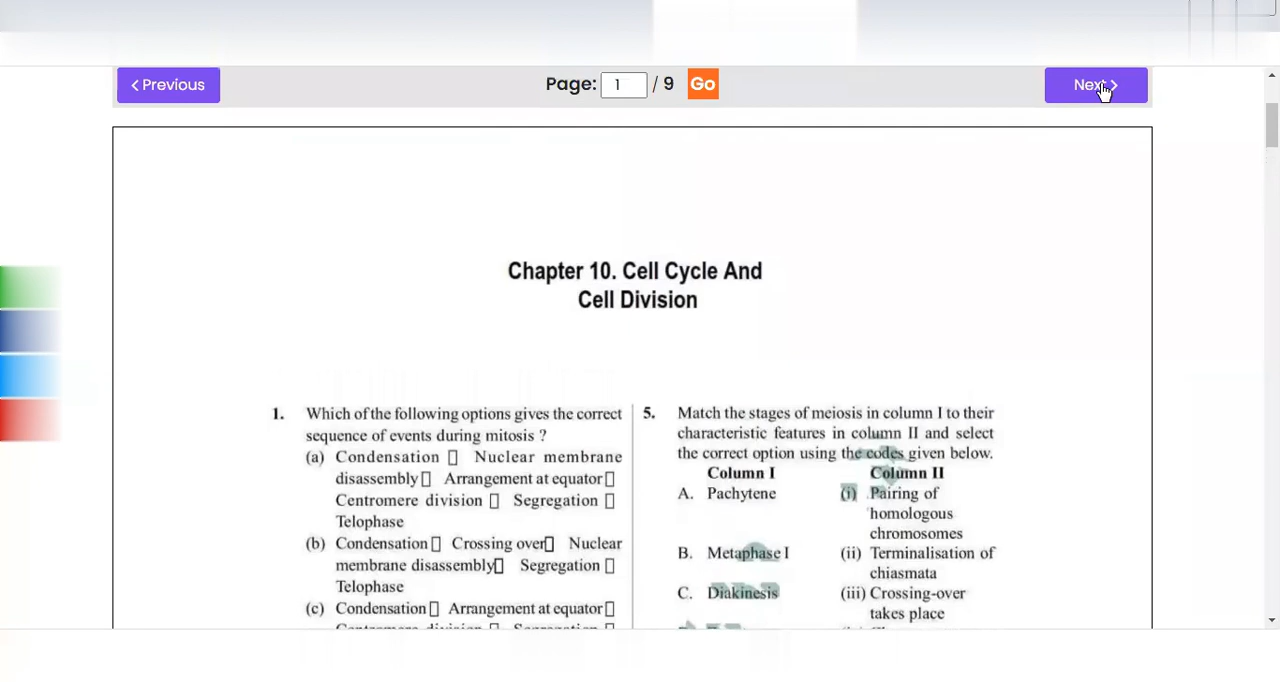 Previous
Page: 1 / 9 Go
Next
Chapter 10. Cell Cycle And
Cell Division
1. Which of the following options gives the correct
sequence of events during mitosis ?
(a) Condensation ▯ Nuclear membrane
disassembly▯ Arrangement at equator▯
Centromere division ▯ Segregation ▯
Telophase
(b) Condensation▯ Crossing over▯ Nuclear
membrane disassembly▯ Segregation ▯
Telophase
(c) Condensation▯ Arrangement at equator▯
5. Match the stages of meiosis in column I to their
characteristic features in column II and select
the correct option using the codes given below.
Column I Column II
A. Pachytene (i) Pairing of
homologous
chromosomes
B. Metaphase I (ii) Terminalisation of
chiasmata
C. Diakinesis (iii) Crossing-over
takes place